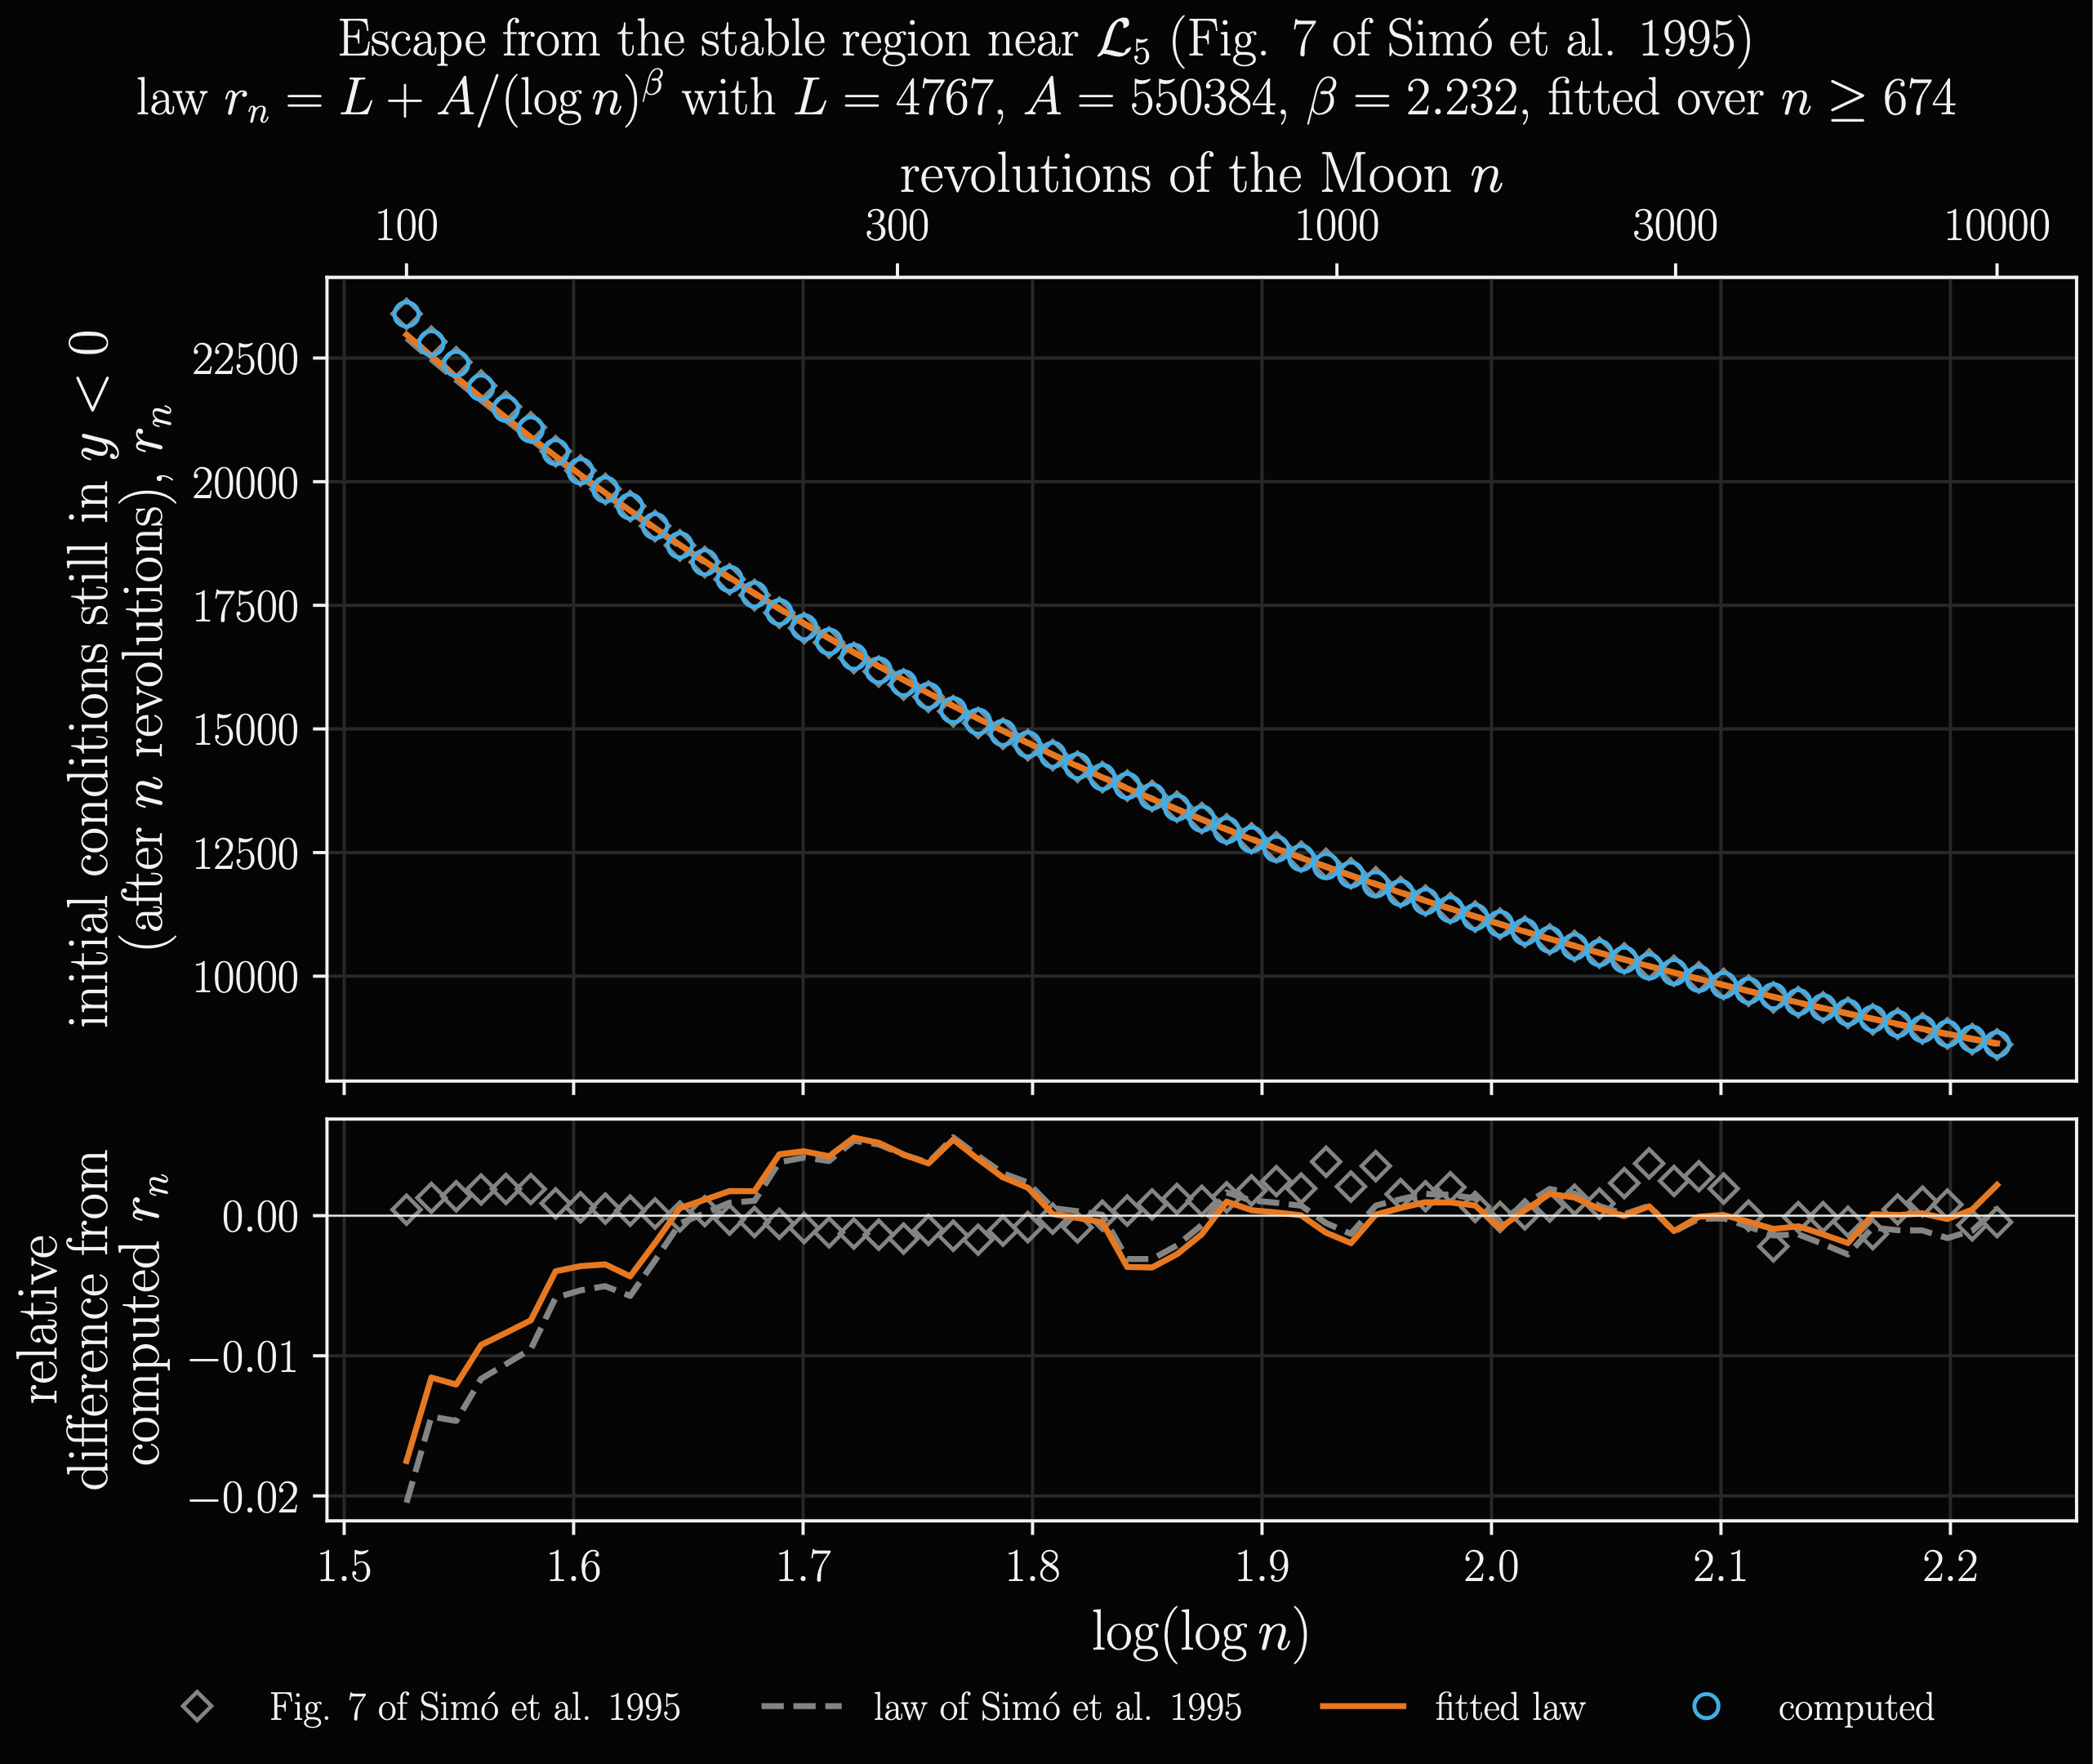 Escape from the stable region near 𝓛₅ (Fig. 7 of Simó et al. 1995)
law rₙ = L + A/(log n)^β with L = 4767, A = 550384, β = 2.232, fitted over n ≥ 674
revolutions of the Moon n
100 300 1000 3000 10000
initial conditions still in y < 0
(after n revolutions), rₙ
22500
20000
17500
15000
12500
10000
relative
difference from
computed rₙ
0.00
−0.01
−0.02
1.5 1.6 1.7 1.8 1.9 2.0 2.1 2.2
log(log n)
Fig. 7 of Simó et al. 1995 law of Simó et al. 1995 fitted law computed